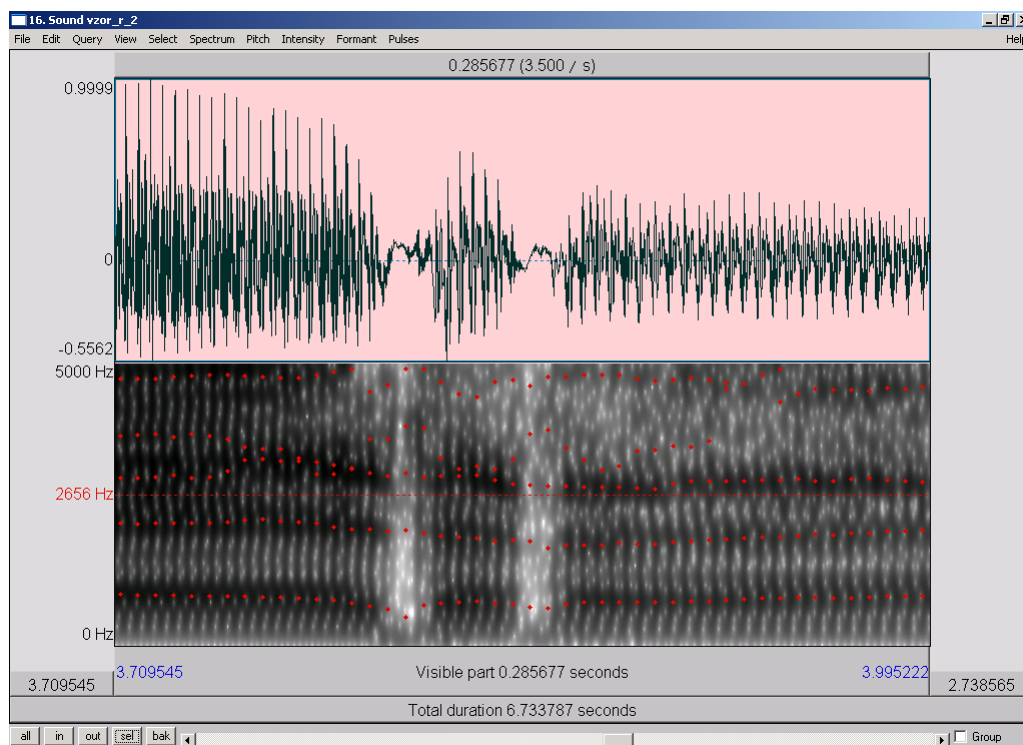 16. Sound vzor_r_2
File Edit Query View Select Spectrum Pitch Intensity Formant Pulses Help
0.285677 (3.500 / s)
0.9999
0
-0.5562
5000 Hz
2656 Hz
0 Hz
3.709545 Visible part 0.285677 seconds 3.995222
3.709545 2.738565
Total duration 6.733787 seconds
all in out sel bak Group